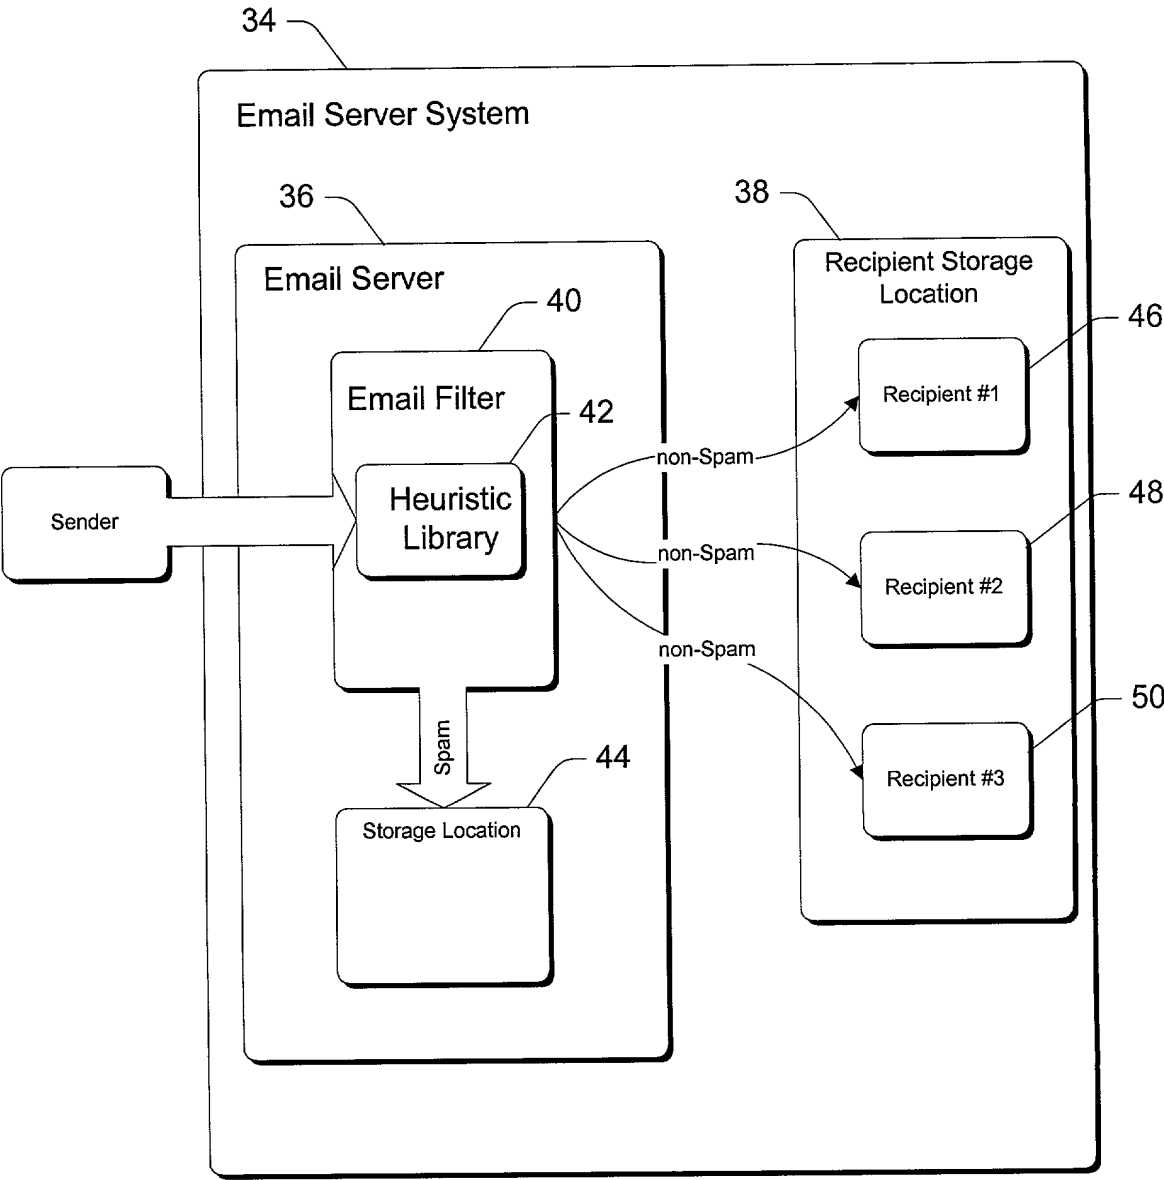 34
Email Server System
36
38
Email Server
Recipient Storage
Location
40
46
Email Filter
Recipient #1
42
non-Spam
Heuristic
Library
Sender
48
non-Spam
Recipient #2
non-Spam
50
Spam
44
Recipient #3
Storage Location